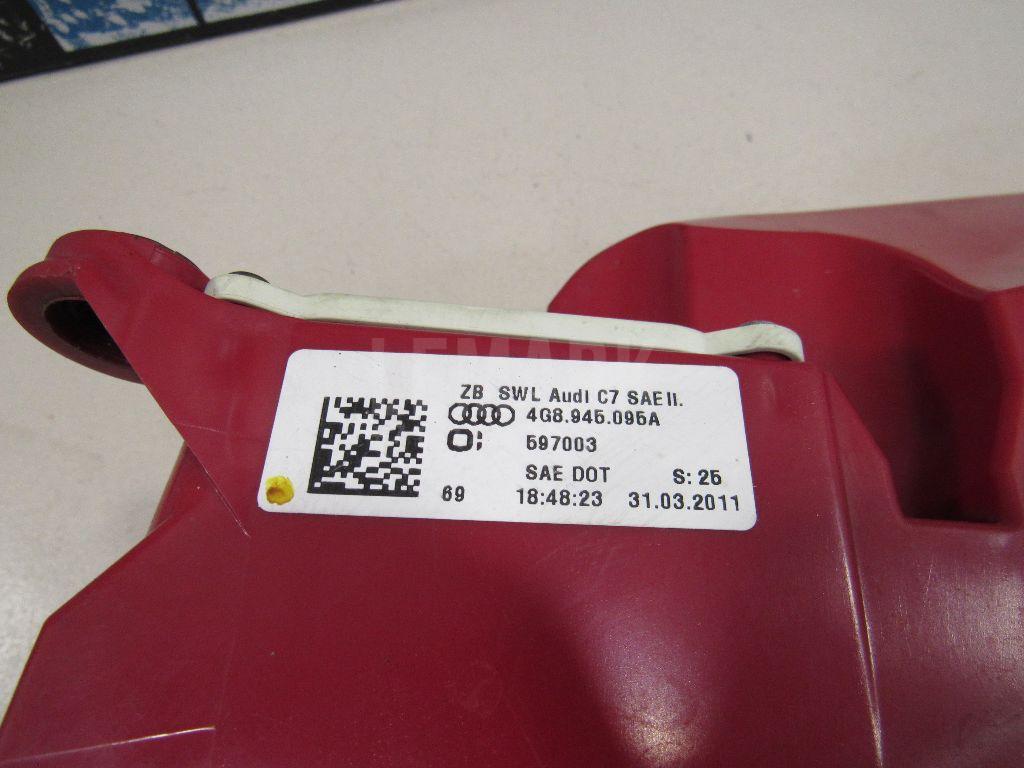 LEMARK
ZB SWL Audi C7 SAE II.
4G8.945.095A
597003
SAE DOT S: 25
69 18:48:23 31.03.2011